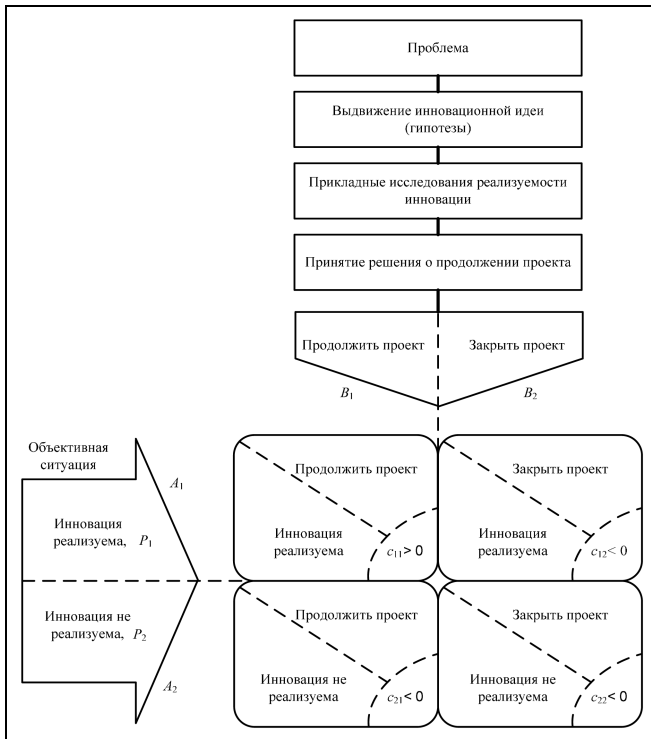 Проблема
Выдвижение инновационной идеи
(гипотезы)
Прикладные исследования реализуемости
инновации
Принятие решения о продолжении проекта
Продолжить проект
Закрыть проект
B1
B2
Объективная
ситуация
A1
Инновация
реализуема, P1
Инновация не
реализуема, P2
A2
Продолжить проект
Инновация
реализуема
c11> 0
Закрыть проект
Инновация
реализуема
c12< 0
Продолжить проект
Инновация не
реализуема
c21< 0
Закрыть проект
Инновация не
реализуема
c22< 0